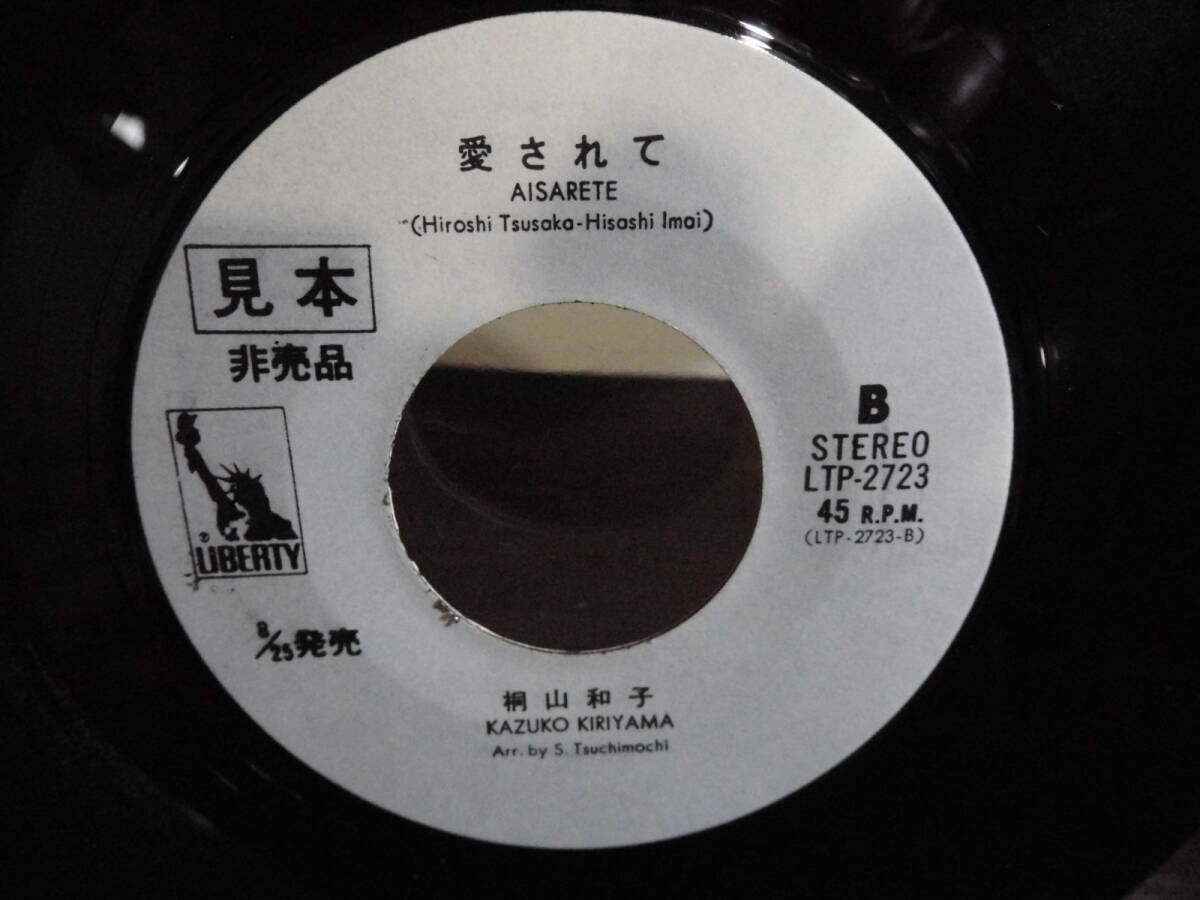 愛されて
AISARETE
(Hiroshi Tsusaka-Hisashi Imai)
見本
非売品
® LIBERTY
8/25発売
B
STEREO
LTP-2723
45 R.P.M.
(LTP-2723-B)
桐山和子
KAZUKO KIRIYAMA
Arr. by S. Tsuchimochi